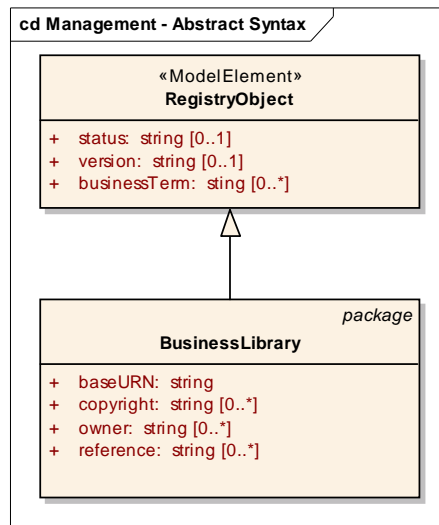 cd Management - Abstract Syntax
«ModelElement»
RegistryObject
+ status: string [0..1]
+ version: string [0..1]
+ businessTerm: sting [0..*]
package
BusinessLibrary
+ baseURN: string
+ copyright: string [0..*]
+ owner: string [0..*]
+ reference: string [0..*]